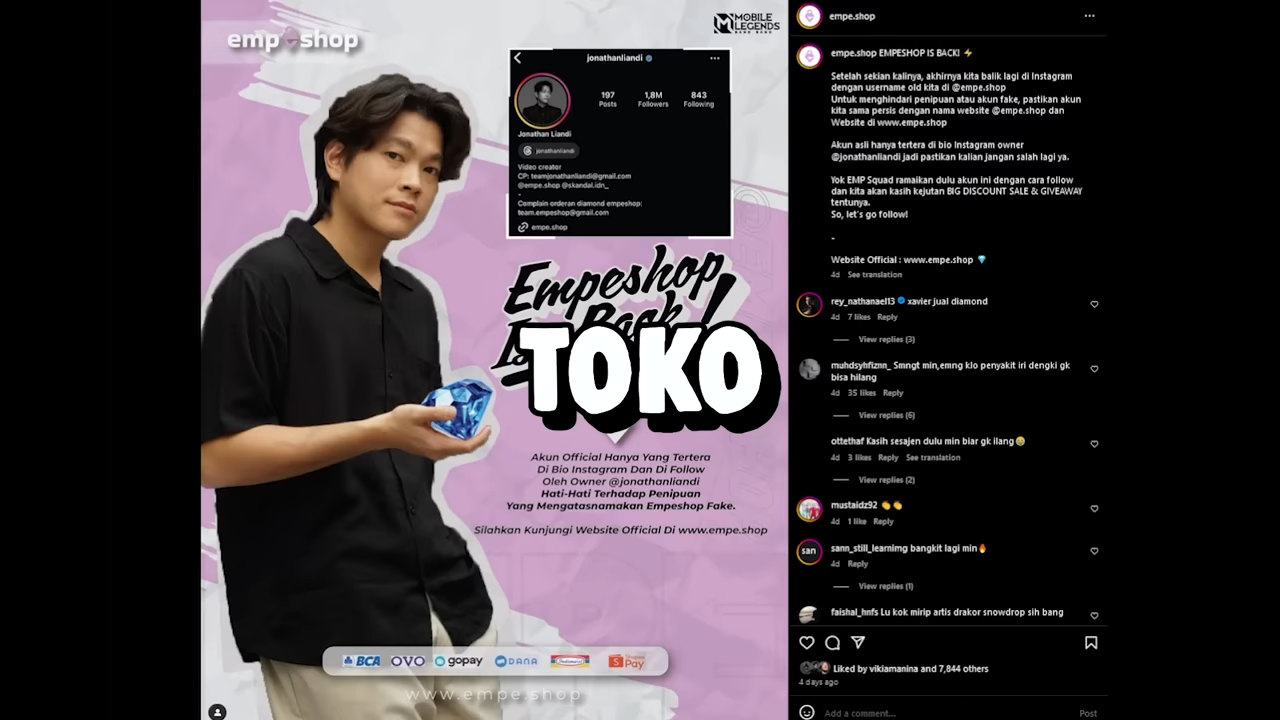 emp shop
MOBILE
LEGENDS
BANG BANG
jonathanliandi
197
Posts
1,8M
Followers
843
Following
Jonathan Liandi
jonathanliandi
Video creator
CP: teamjonathanliandi@gmail.com
@empe.shop @skandal.idn_
-
Complain orderan diamond empeshop:
team.empeshop@gmail.com
empe.shop
Empeshop
Is Back!
TOKO
Akun Official Hanya Yang Tertera
Di Bio Instagram Dan Di Follow
Oleh Owner @jonathanliandi
Hati-Hati Terhadap Penipuan
Yang Mengatasnamakan Empeshop Fake.
Silahkan Kunjungi Website Official Di www.empe.shop
BCA OVO gopay DANA Indomaret Shopee Pay
www.empe.shop
empe.shop
empe.shop EMPESHOP IS BACK! ⚡
Setelah sekian kalinya, akhirnya kita balik lagi di Instagram
dengan username old kita di @empe.shop
Untuk menghindari penipuan atau akun fake, pastikan akun
kita sama persis dengan nama website @empe.shop dan
Website di www.empe.shop
Akun asli hanya tertera di bio Instagram owner
@jonathanliandi jadi pastikan kalian jangan salah lagi ya.
Yok EMP Squad ramaikan dulu akun ini dengan cara follow
dan kita akan kasih kejutan BIG DISCOUNT SALE & GIVEAWAY
tentunya.
So, let's go follow!
-
Website Official : www.empe.shop 💎
4d See translation
rey_nathanael13 xavier jual diamond
4d 7 likes Reply
View replies (3)
muhdsyhfiznn_ Smngt min,emng klo penyakit iri dengki gk
bisa hilang
4d 35 likes Reply
View replies (6)
ottethaf Kasih sesajen dulu min biar gk ilang😂
4d 3 likes Reply See translation
View replies (2)
mustaidz92 👏👏
4d 1 like Reply
san
sann_still_learnimg bangkit lagi min🔥
4d Reply
View replies (1)
faishal_hnfs Lu kok mirip artis drakor snowdrop sih bang
Liked by vikiamanina and 7,844 others
4 days ago
Add a comment...
Post